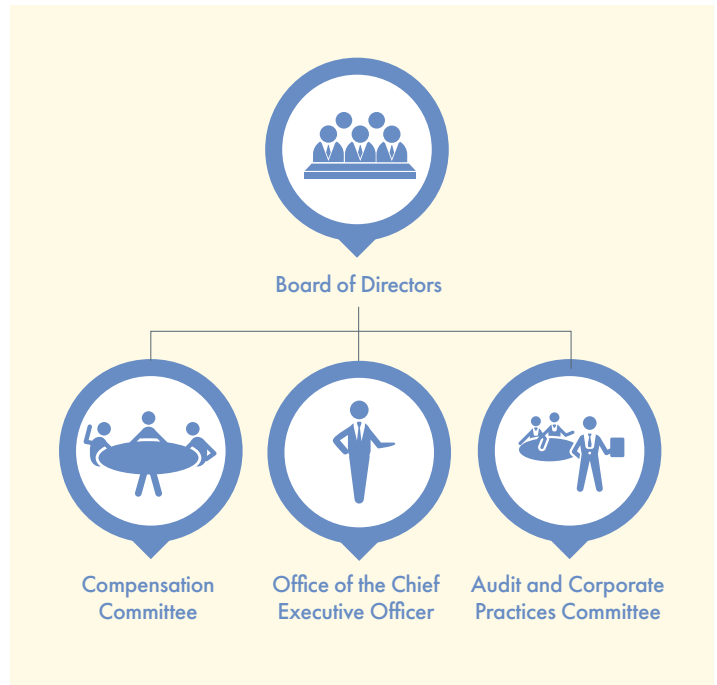 Board of Directors
Compensation
Committee
Office of the Chief
Executive Officer
Audit and Corporate
Practices Committee